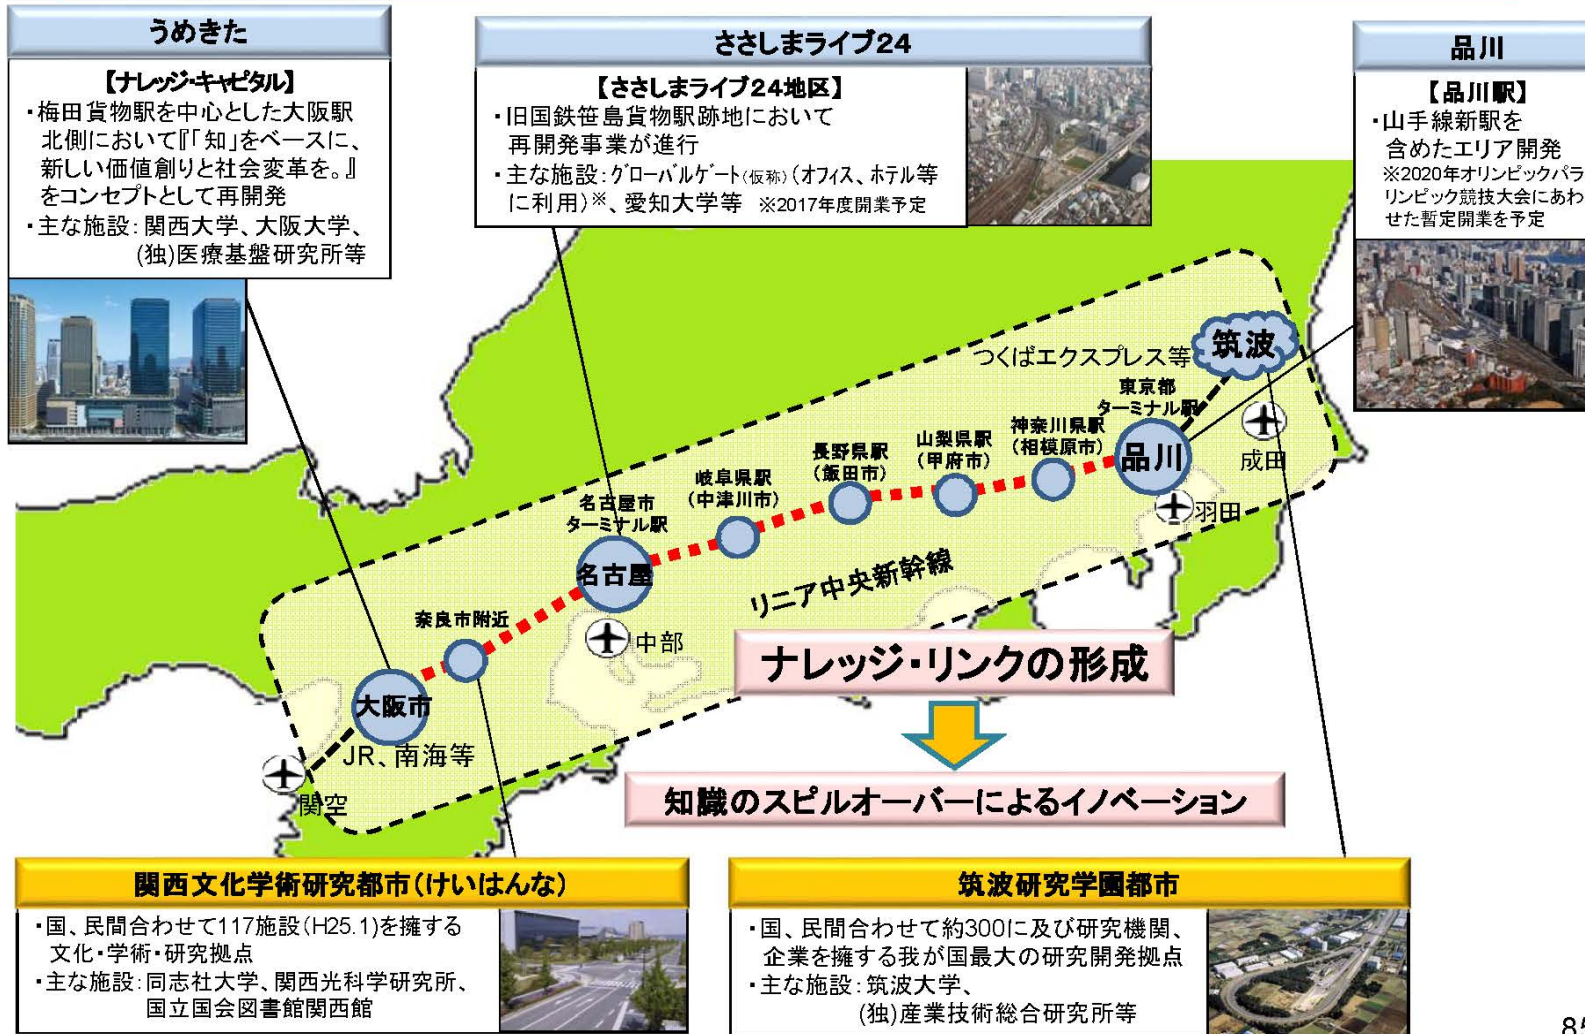 うめきた
【ナレッジ・キャピタル】
・梅田貨物駅を中心とした大阪駅
北側において『「知」をベースに、
新しい価値創りと社会変革を。』
をコンセプトとして再開発
・主な施設：関西大学、大阪大学、
(独)医療基盤研究所等
ささしまライブ24
【ささしまライブ24地区】
・旧国鉄笹島貨物駅跡地において
再開発事業が進行
・主な施設：グローバルゲート(仮称)（オフィス、ホテル等
に利用）※、愛知大学等 ※2017年度開業予定
品川
【品川駅】
・山手線新駅を
含めたエリア開発
※2020年オリンピックパラ
リンピック競技大会にあわ
せた暫定開業を予定
筑波
つくばエクスプレス等
東京都
ターミナル駅
品川
成田
羽田
神奈川県駅
（相模原市）
山梨県駅
（甲府市）
長野県駅
（飯田市）
岐阜県駅
（中津川市）
名古屋市
ターミナル駅
名古屋
リニア中央新幹線
中部
奈良市附近
大阪市
JR、南海等
関空
ナレッジ・リンクの形成
知識のスピルオーバーによるイノベーション
関西文化学術研究都市（けいはんな）
・国、民間合わせて117施設（H25.1）を擁する
文化・学術・研究拠点
・主な施設：同志社大学、関西光科学研究所、
国立国会図書館関西館
筑波研究学園都市
・国、民間合わせて約300に及び研究機関、
企業を擁する我が国最大の研究開発拠点
・主な施設：筑波大学、
(独)産業技術総合研究所等
85